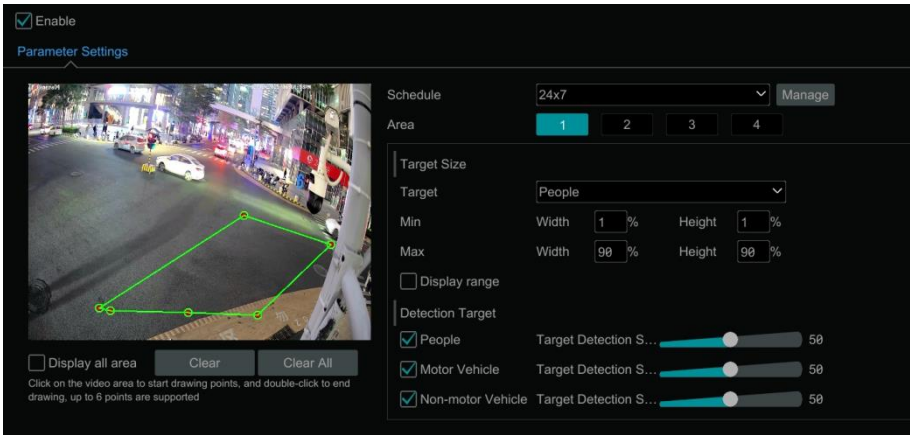 Enable
Parameter Settings
Schedule 24x7 Manage
Area 1 2 3 4
Target Size
Target People
Min Width 1 % Height 1 %
Max Width 90 % Height 90 %
Display range
Detection Target
People Target Detection S... 50
Motor Vehicle Target Detection S... 50
Non-motor Vehicle Target Detection S... 50
Display all area Clear Clear All
Click on the video area to start drawing points, and double-click to end
drawing, up to 6 points are supported